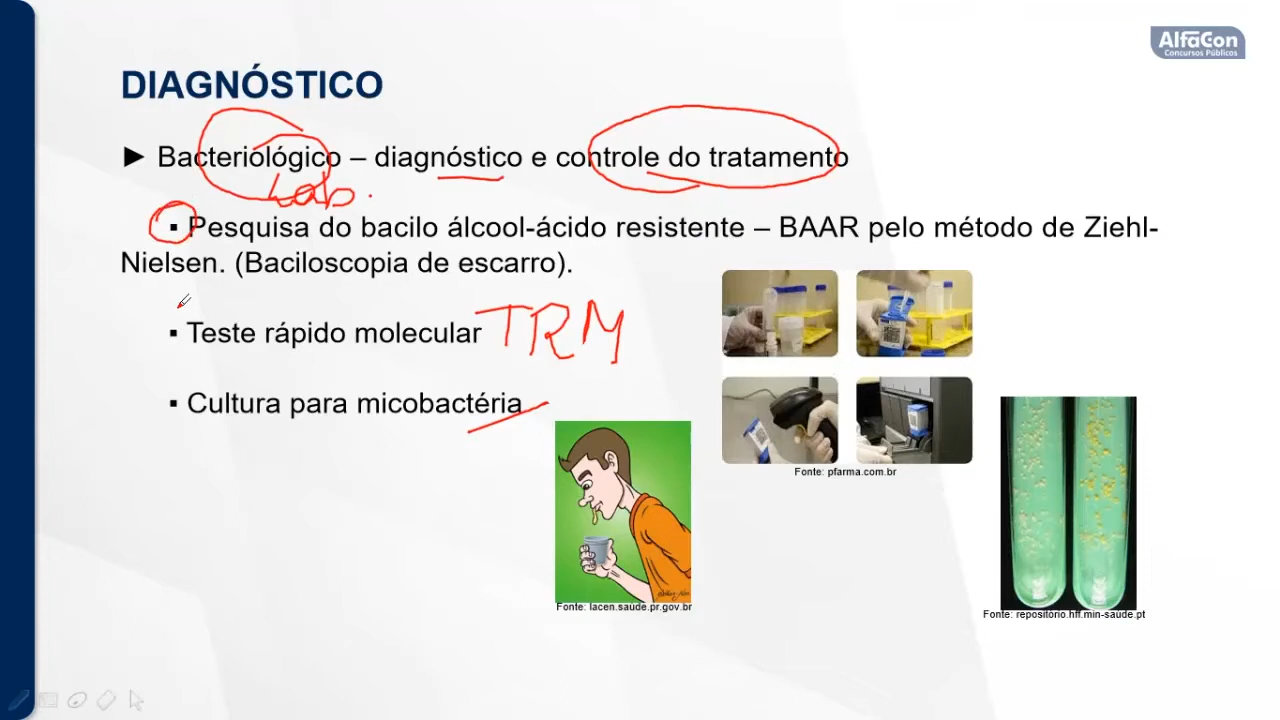 AlfaCon
Concursos Públicos
DIAGNÓSTICO
► Bacteriológico – diagnóstico e controle do tratamento
Lab.
▪ Pesquisa do bacilo álcool-ácido resistente – BAAR pelo método de Ziehl-
Nielsen. (Baciloscopia de escarro).
▪ Teste rápido molecular TRM
▪ Cultura para micobactéria
Fonte: pfarma.com.br
Fonte: lacen.saude.pr.gov.br
Fonte: repositorio.hff.min-saude.pt